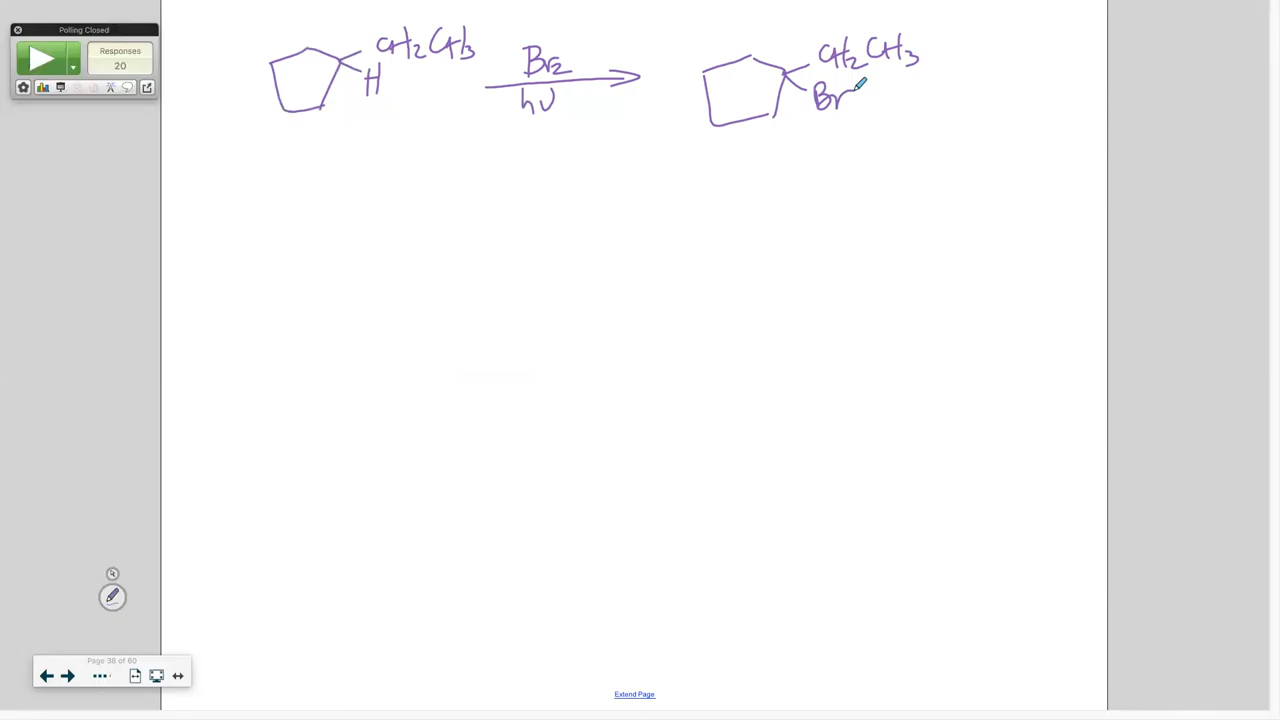 Polling Closed
Responses
20
CH2CH3
H
Br2
hν
CH2CH3
Br
Page 38 of 60
Extend Page